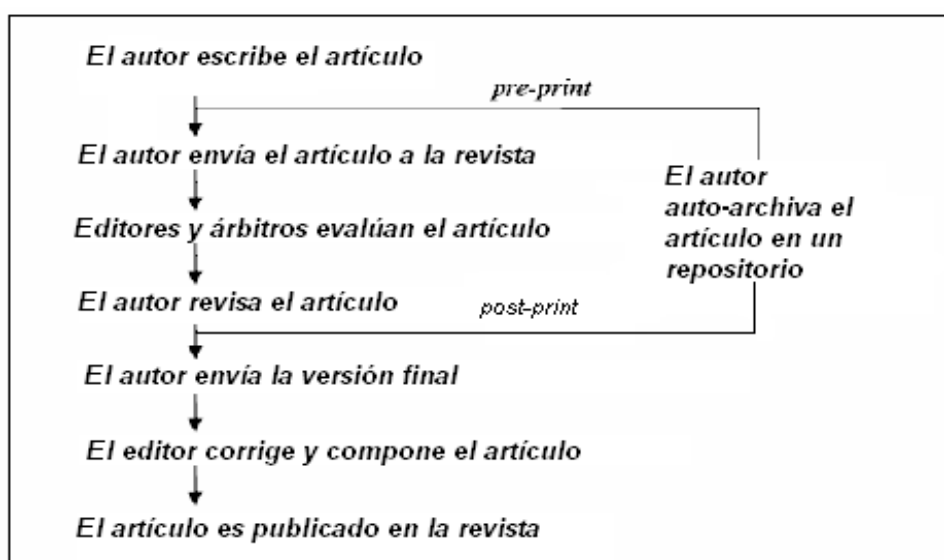 El autor escribe el artículo
pre-print
El autor envía el artículo a la revista
El autor
auto-archiva el
artículo en un
repositorio
Editores y árbitros evalúan el artículo
El autor revisa el artículo
post-print
El autor envía la versión final
El editor corrige y compone el artículo
El artículo es publicado en la revista